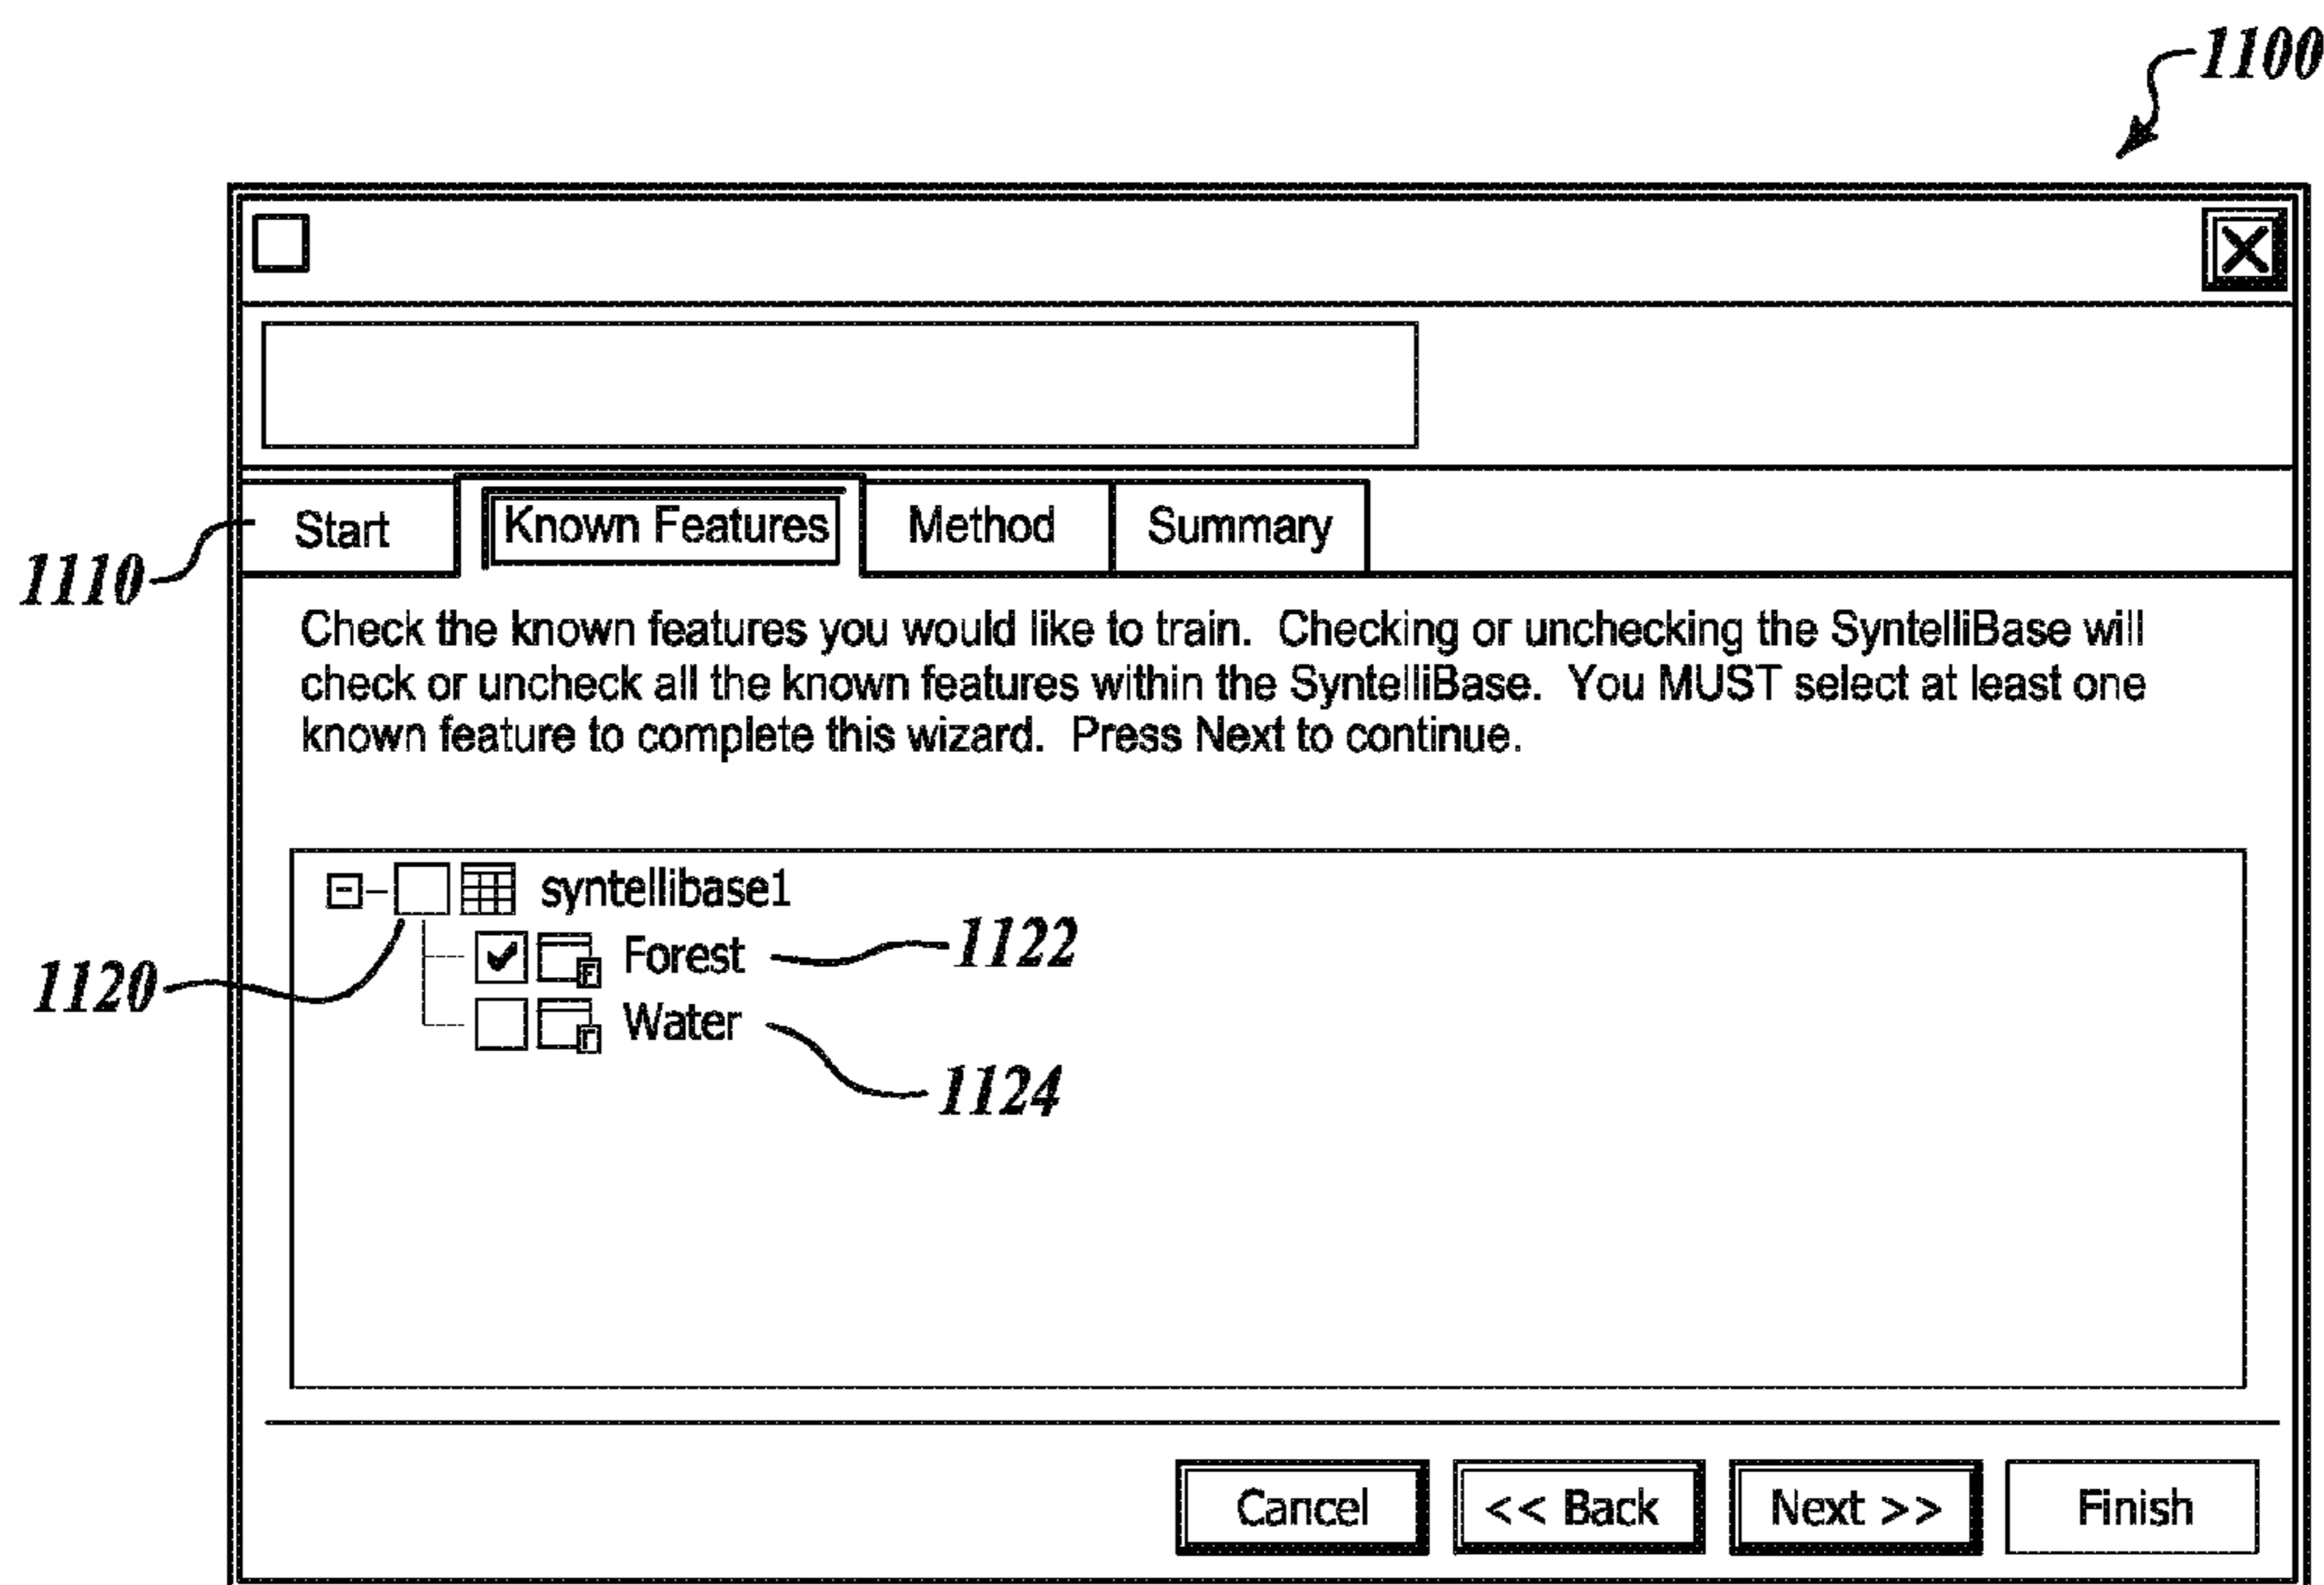 1100
Start Known Features Method Summary
1110
Check the known features you would like to train. Checking or unchecking the SyntelliBase will
check or uncheck all the known features within the SyntelliBase. You MUST select at least one
known feature to complete this wizard. Press Next to continue.
syntellibase1
Forest 1122
1120
Water
1124
Cancel << Back Next >> Finish